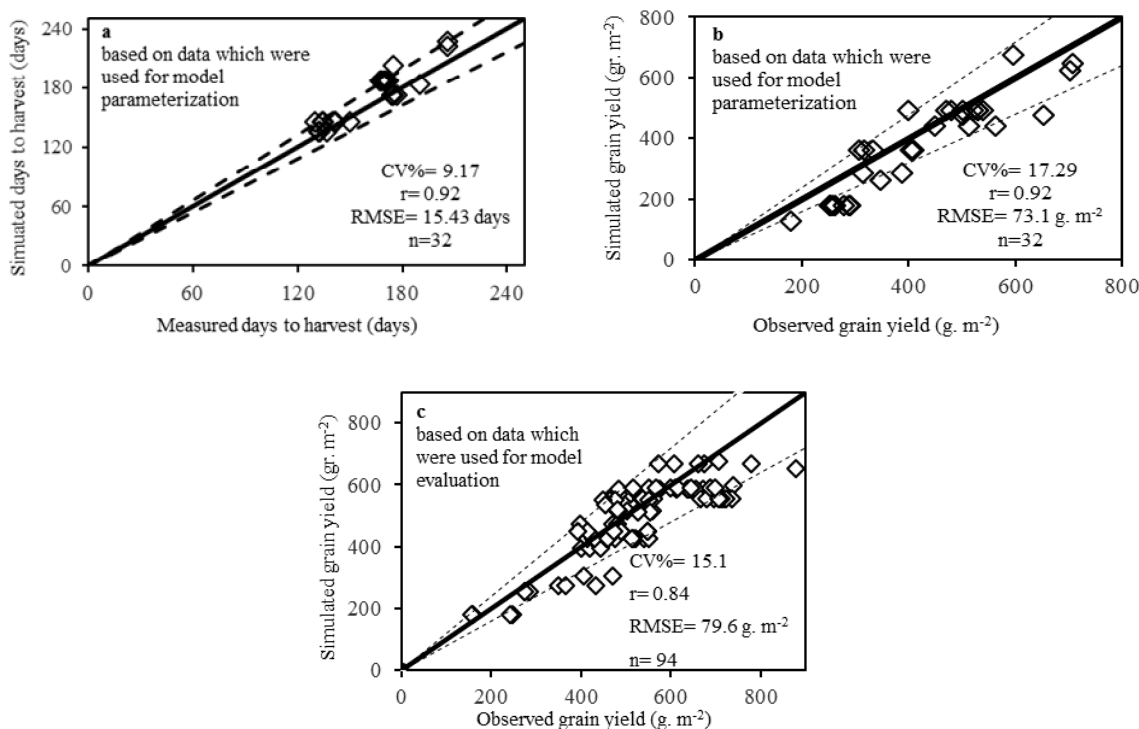 a
based on data which were
used for model
parameterization
Simuated days to harvest (days)
240
180
120
60
0
CV%= 9.17
r= 0.92
RMSE= 15.43 days
n=32
0 60 120 180 240
Measured days to harvest (days)
b
based on data which were
used for model
parameterization
Simulated grain yield (gr. m-2)
800
600
400
200
0
CV%= 17.29
r= 0.92
RMSE= 73.1 g. m-2
n=32
0 200 400 600 800
Observed grain yield (g. m-2)
c
based on data which
were used for model
evaluation
Simulated grain yield (gr. m-2)
800
600
400
200
0
CV%= 15.1
r= 0.84
RMSE= 79.6 g. m-2
n= 94
0 200 400 600 800
Observed grain yield (g. m-2)